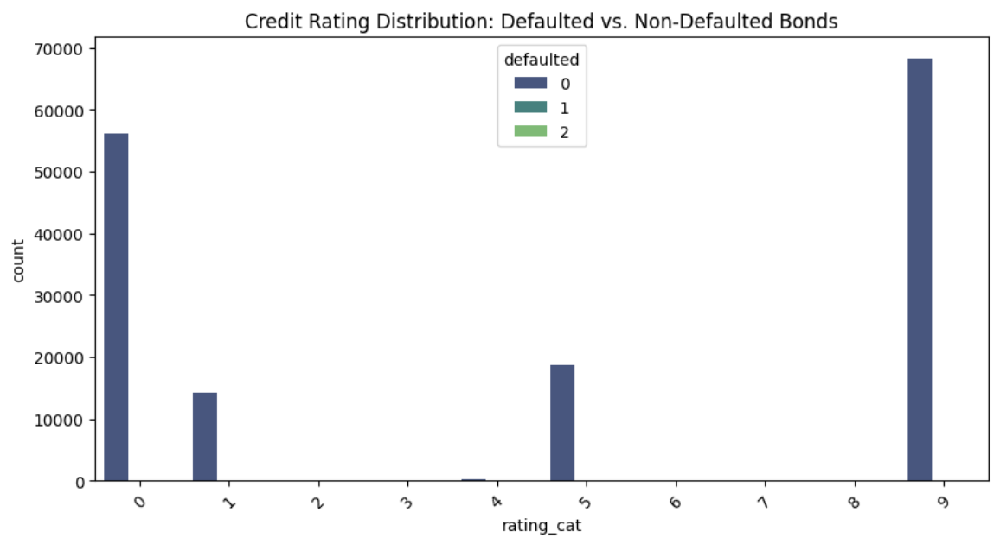 Credit Rating Distribution: Defaulted vs. Non-Defaulted Bonds
70000
60000
50000
40000
30000
20000
10000
0
count
defaulted
0
1
2
0 1 2 3 4 5 6 7 8 9
rating_cat